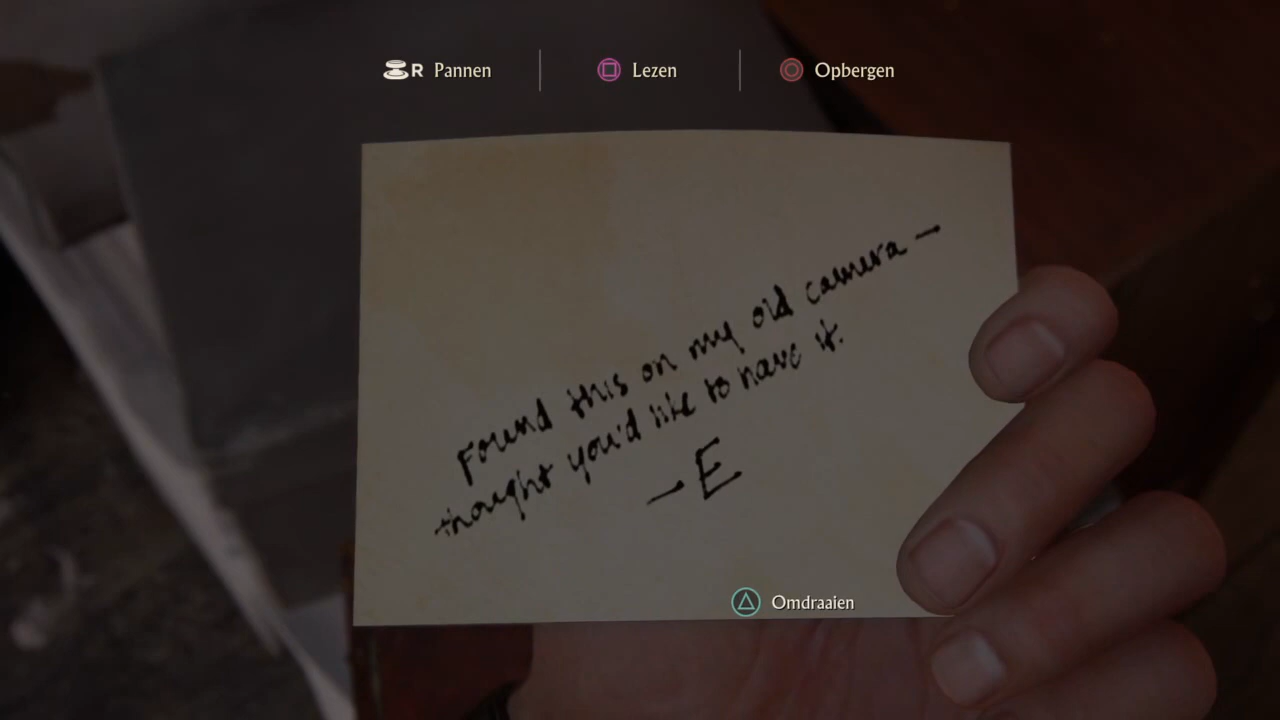 R Pannen
Lezen
Opbergen
Found this on my old camera —
thought you'd like to have it.
— E
Omdraaien